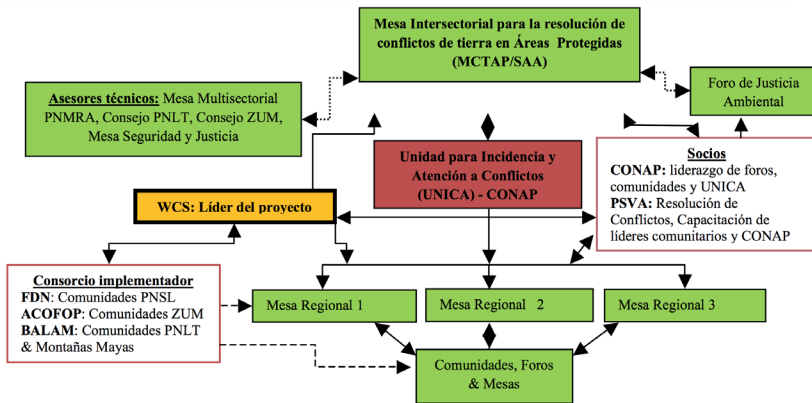 Mesa Intersectorial para la resolución de
conflictos de tierra en Áreas Protegidas
(MCTAP/SAA)
Asesores técnicos: Mesa Multisectorial
PNMRA, Consejo PNLT, Consejo ZUM,
Mesa Seguridad y Justicia
Foro de Justicia
Ambiental
Unidad para Incidencia y
Atención a Conflictos
(UNICA) - CONAP
Socios
CONAP: liderazgo de foros,
comunidades y UNICA
PSVA: Resolución de
Conflictos, Capacitación de
líderes comunitarios y CONAP
WCS: Líder del proyecto
Consorcio implementador
FDN: Comunidades PNSL
ACOFOP: Comunidades ZUM
BALAM: Comunidades PNLT
& Montañas Mayas
Mesa Regional 1
Mesa Regional 2
Mesa Regional 3
Comunidades, Foros
& Mesas